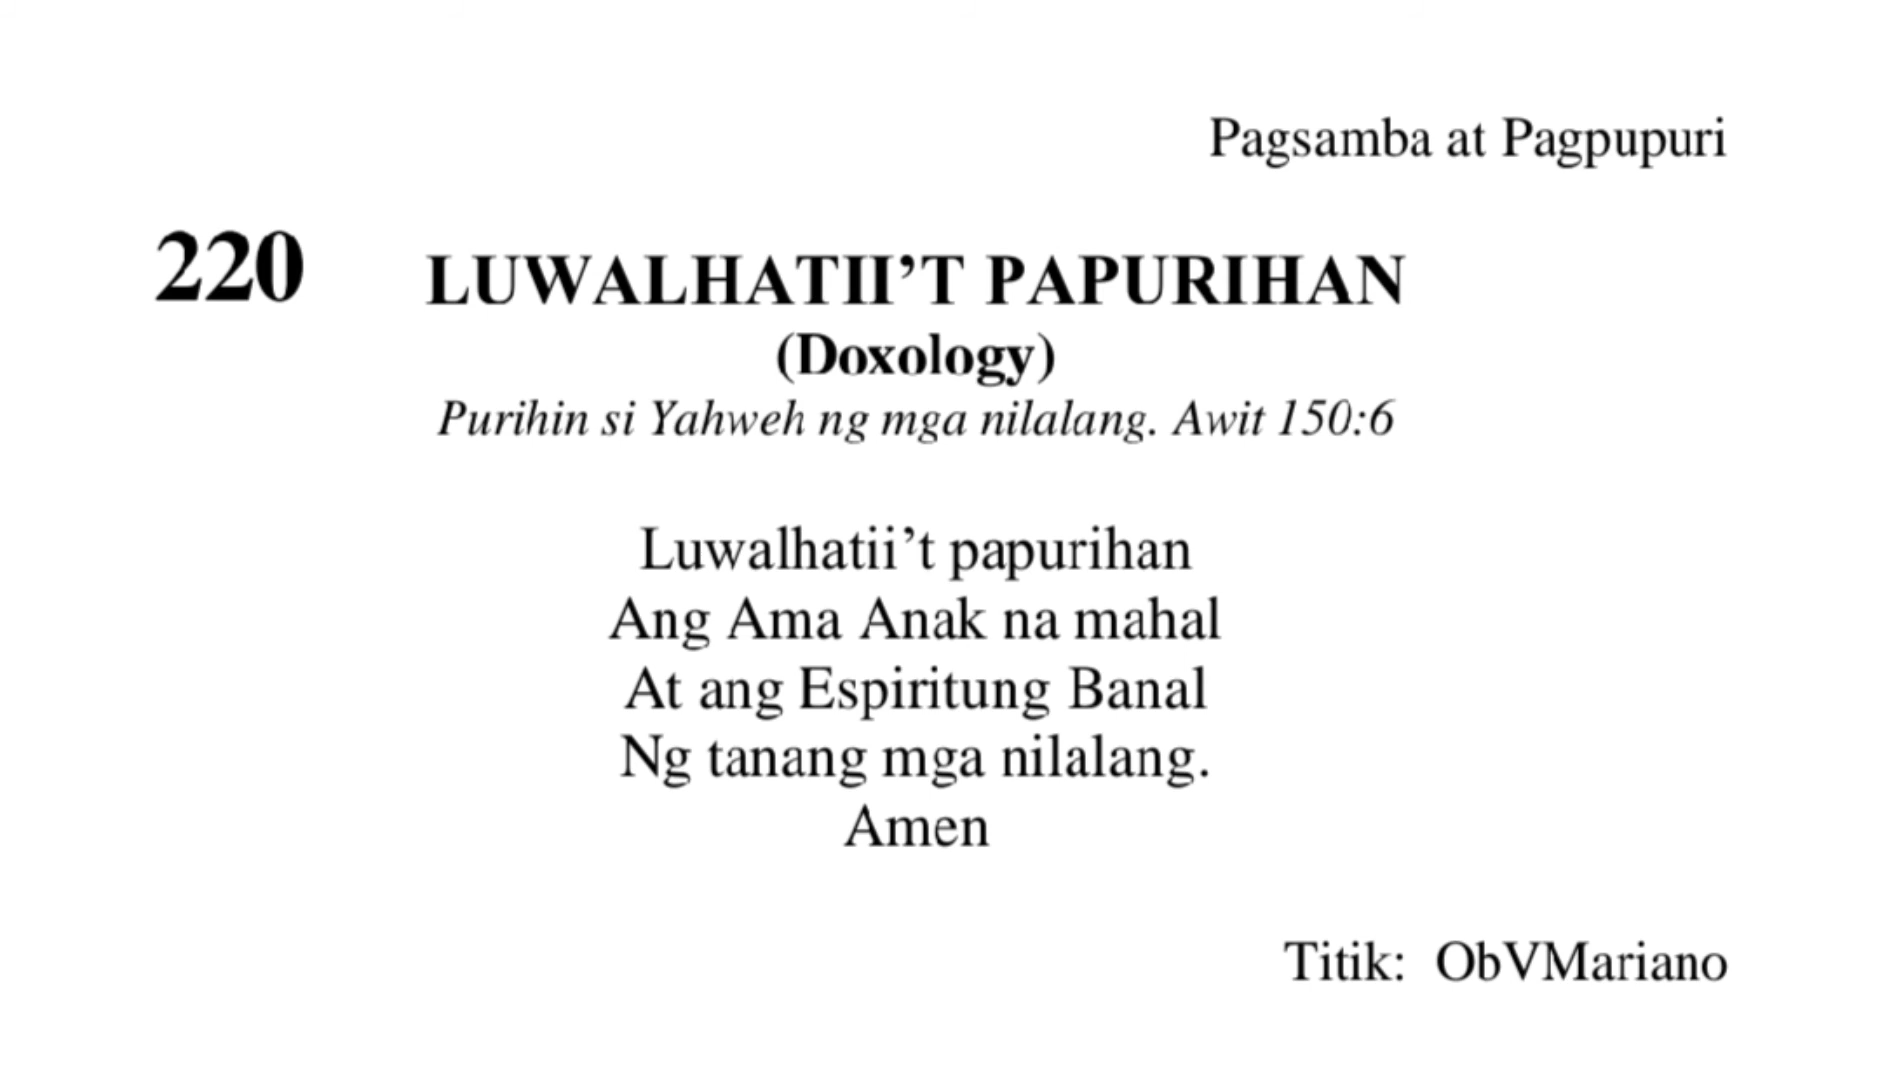 Pagsamba at Pagpupuri
220 LUWALHATII’T PAPURIHAN
(Doxology)
Purihin si Yahweh ng mga nilalang. Awit 150:6
Luwalhatii’t papurihan
Ang Ama Anak na mahal
At ang Espiritung Banal
Ng tanang mga nilalang.
Amen
Titik: ObVMariano